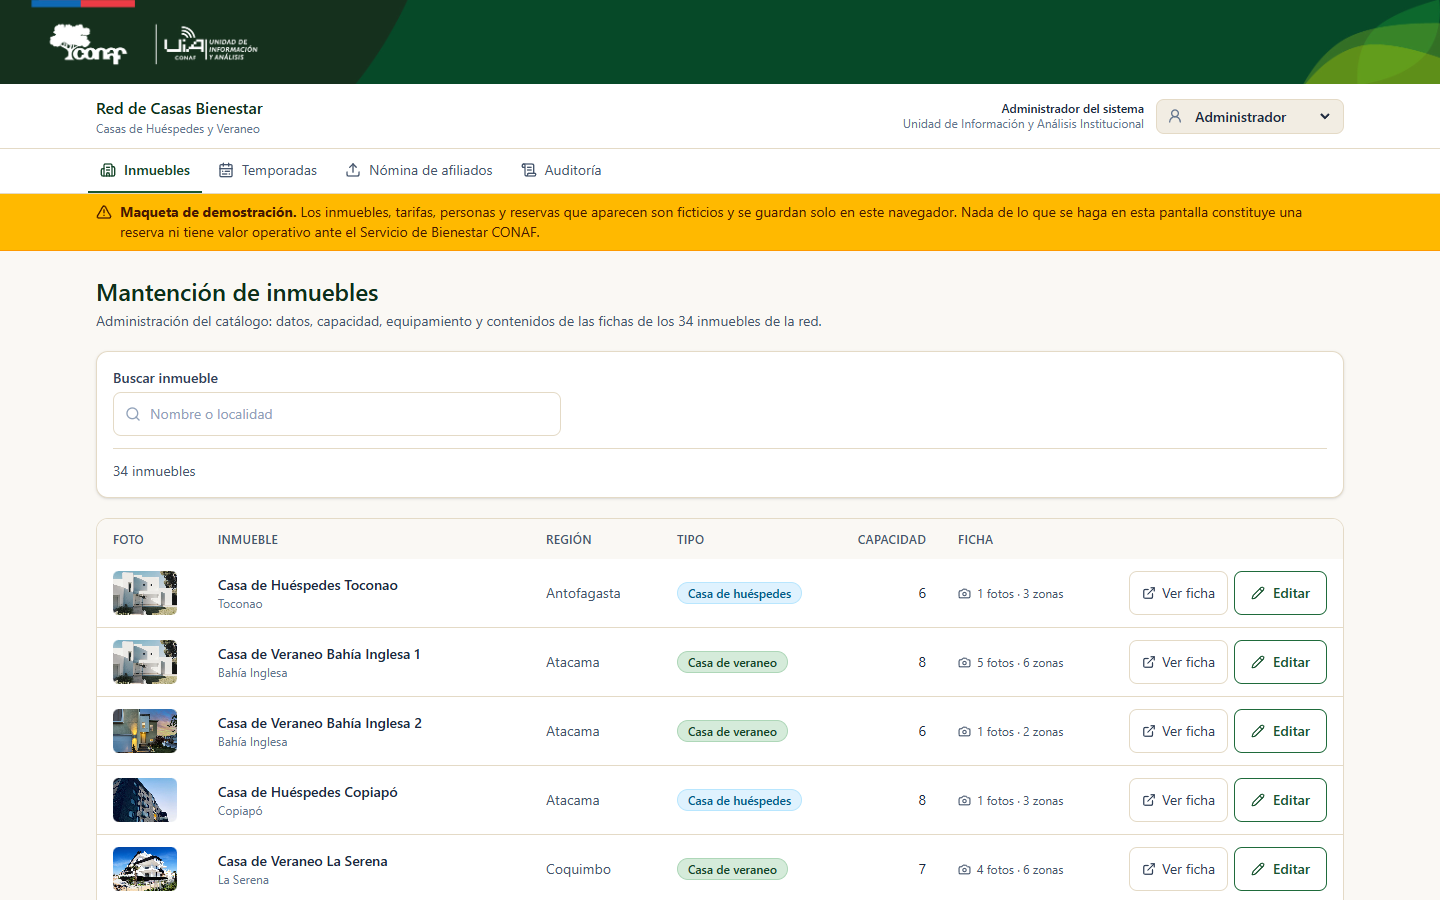 conaf
UIA
CONAF
UNIDAD DE
INFORMACIÓN
Y ANÁLISIS
Red de Casas Bienestar
Casas de Huéspedes y Veraneo
Administrador del sistema
Unidad de Información y Análisis Institucional
Administrador
Inmuebles
Temporadas
Nómina de afiliados
Auditoría
Maqueta de demostración. Los inmuebles, tarifas, personas y reservas que aparecen son ficticios y se guardan solo en este navegador. Nada de lo que se haga en esta pantalla constituye una
reserva ni tiene valor operativo ante el Servicio de Bienestar CONAF.
Mantención de inmuebles
Administración del catálogo: datos, capacidad, equipamiento y contenidos de las fichas de los 34 inmuebles de la red.
Buscar inmueble
Nombre o localidad
34 inmuebles
FOTO INMUEBLE REGIÓN TIPO CAPACIDAD FICHA
Casa de Huéspedes Toconao
Toconao
Antofagasta Casa de huéspedes 6 1 fotos · 3 zonas Ver ficha Editar
Casa de Veraneo Bahía Inglesa 1
Bahía Inglesa
Atacama Casa de veraneo 8 5 fotos · 6 zonas Ver ficha Editar
Casa de Veraneo Bahía Inglesa 2
Bahía Inglesa
Atacama Casa de veraneo 6 1 fotos · 2 zonas Ver ficha Editar
Casa de Huéspedes Copiapó
Copiapó
Atacama Casa de huéspedes 8 1 fotos · 3 zonas Ver ficha Editar
Casa de Veraneo La Serena
La Serena
Coquimbo Casa de veraneo 7 4 fotos · 6 zonas Ver ficha Editar